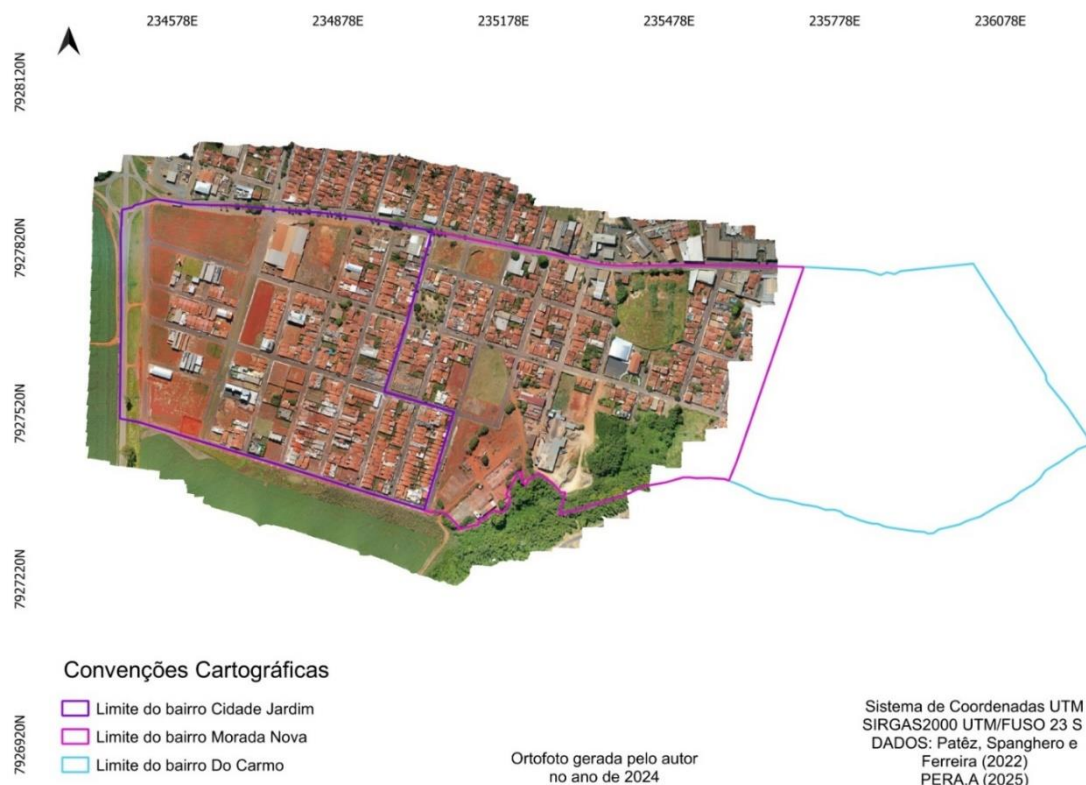 234578E 234878E 235178E 235478E 235778E 236078E
7928120N
7927820N
7927520N
7927220N
7926920N
Convenções Cartográficas
Limite do bairro Cidade Jardim
Limite do bairro Morada Nova
Limite do bairro Do Carmo
Ortofoto gerada pelo autor
no ano de 2024
Sistema de Coordenadas UTM
SIRGAS2000 UTM/FUSO 23 S
DADOS: Patêz, Spanghero e
Ferreira (2022)
PERA.A (2025)